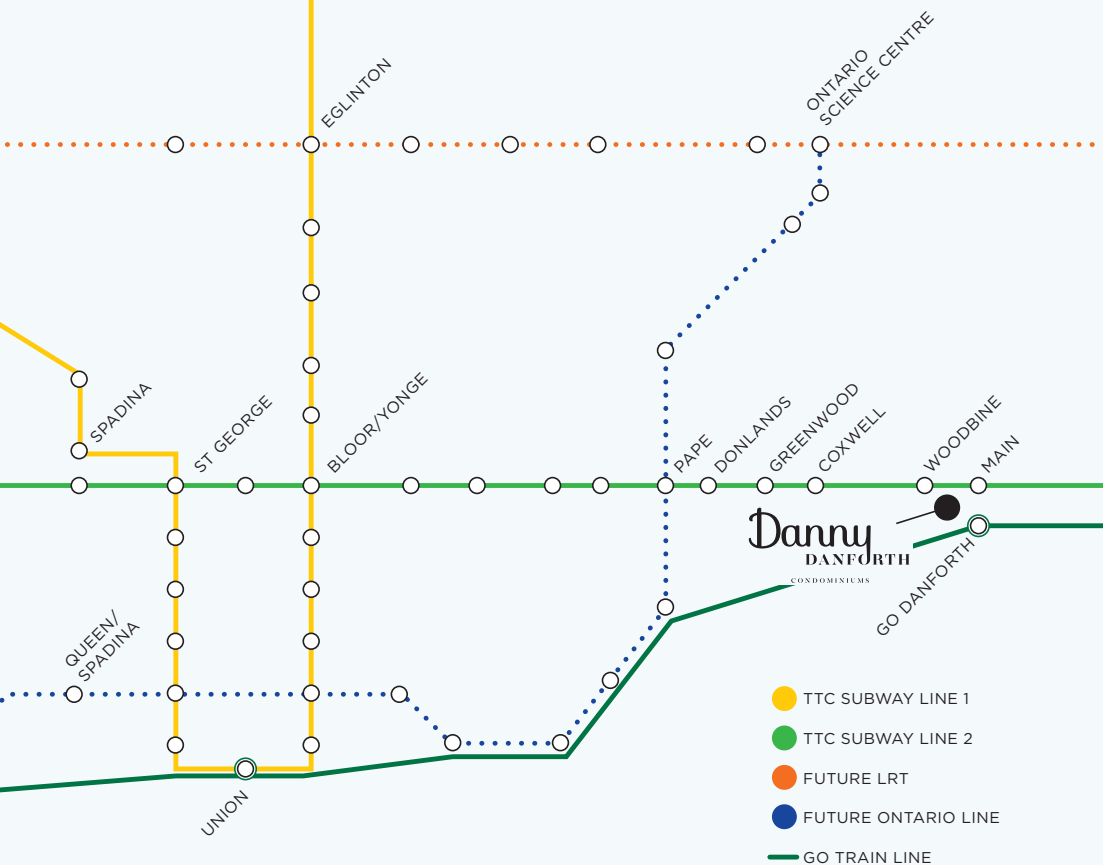 ONTARIO
SCIENCE CENTRE
EGLINTON
SPADINA
ST GEORGE
BLOOR/YONGE
PAPE
DONLANDS
GREENWOOD
COXWELL
WOODBINE
MAIN
Danny
DANFORTH
CONDOMINIUMS
GO DANFORTH
QUEEN/
SPADINA
UNION
TTC SUBWAY LINE 1
TTC SUBWAY LINE 2
FUTURE LRT
FUTURE ONTARIO LINE
GO TRAIN LINE